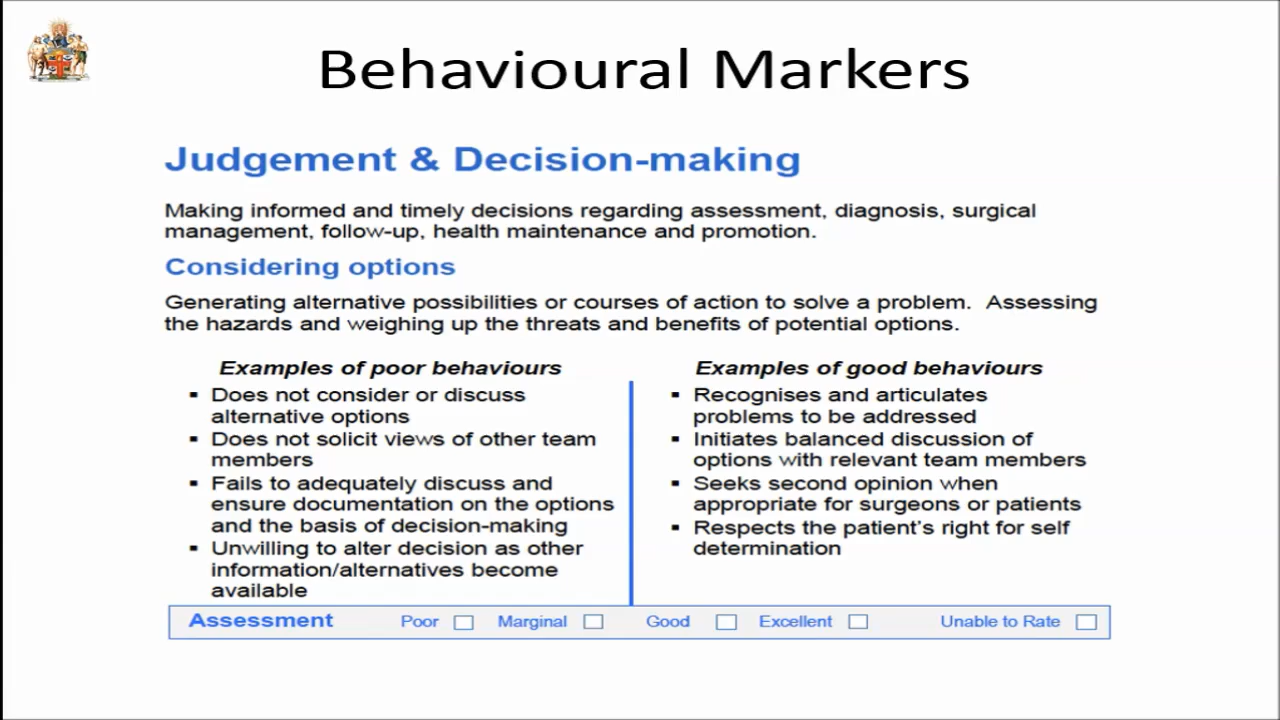 Behavioural Markers
Judgement & Decision-making
Making informed and timely decisions regarding assessment, diagnosis, surgical
management, follow-up, health maintenance and promotion.
Considering options
Generating alternative possibilities or courses of action to solve a problem. Assessing
the hazards and weighing up the threats and benefits of potential options.
Examples of poor behaviours
▪ Does not consider or discuss
alternative options
▪ Does not solicit views of other team
members
▪ Fails to adequately discuss and
ensure documentation on the options
and the basis of decision-making
▪ Unwilling to alter decision as other
information/alternatives become
available
Examples of good behaviours
▪ Recognises and articulates
problems to be addressed
▪ Initiates balanced discussion of
options with relevant team members
▪ Seeks second opinion when
appropriate for surgeons or patients
▪ Respects the patient's right for self
determination
Assessment Poor Marginal Good Excellent Unable to Rate